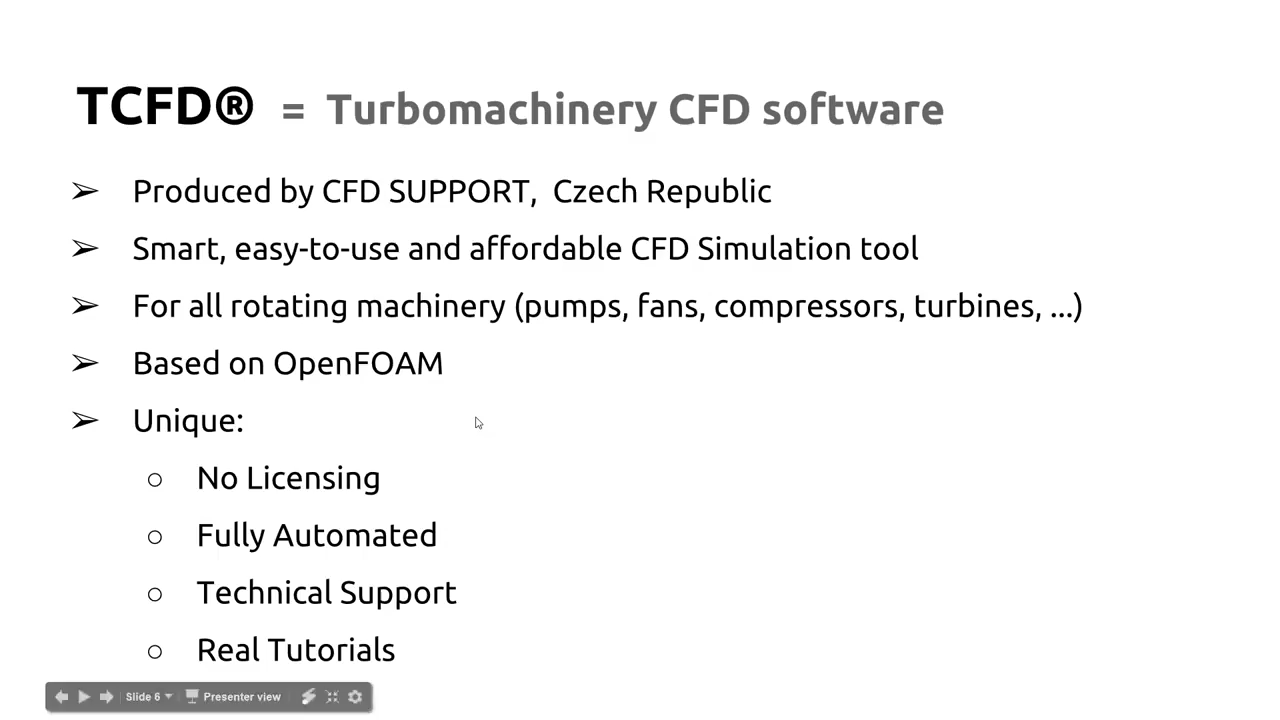 TCFD® = Turbomachinery CFD software
➢ Produced by CFD SUPPORT, Czech Republic
➢ Smart, easy-to-use and affordable CFD Simulation tool
➢ For all rotating machinery (pumps, fans, compressors, turbines, ...)
➢ Based on OpenFOAM
➢ Unique:
○ No Licensing
○ Fully Automated
○ Technical Support
○ Real Tutorials
Slide 6 Presenter view